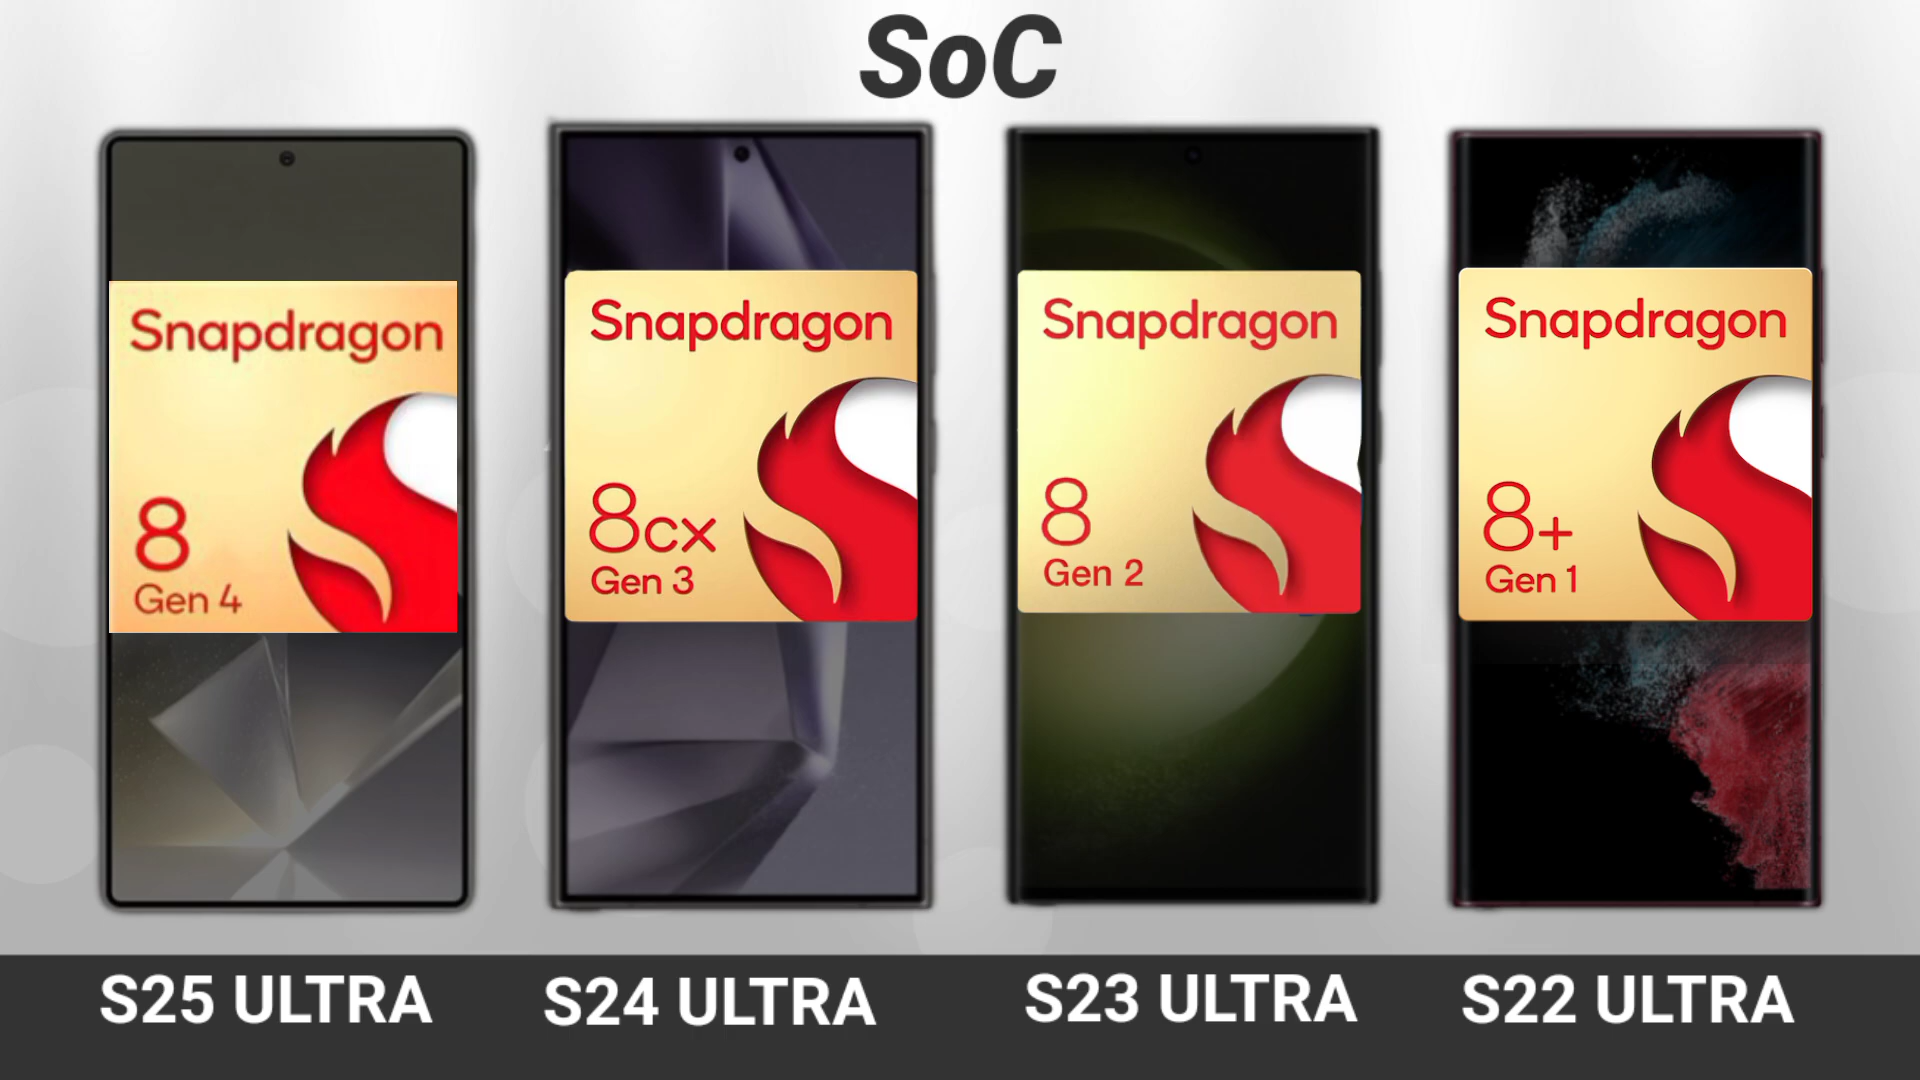 SoC
Snapdragon
8
Gen 4
Snapdragon
8cx
Gen 3
Snapdragon
8
Gen 2
Snapdragon
8+
Gen 1
S25 ULTRA
S24 ULTRA
S23 ULTRA
S22 ULTRA